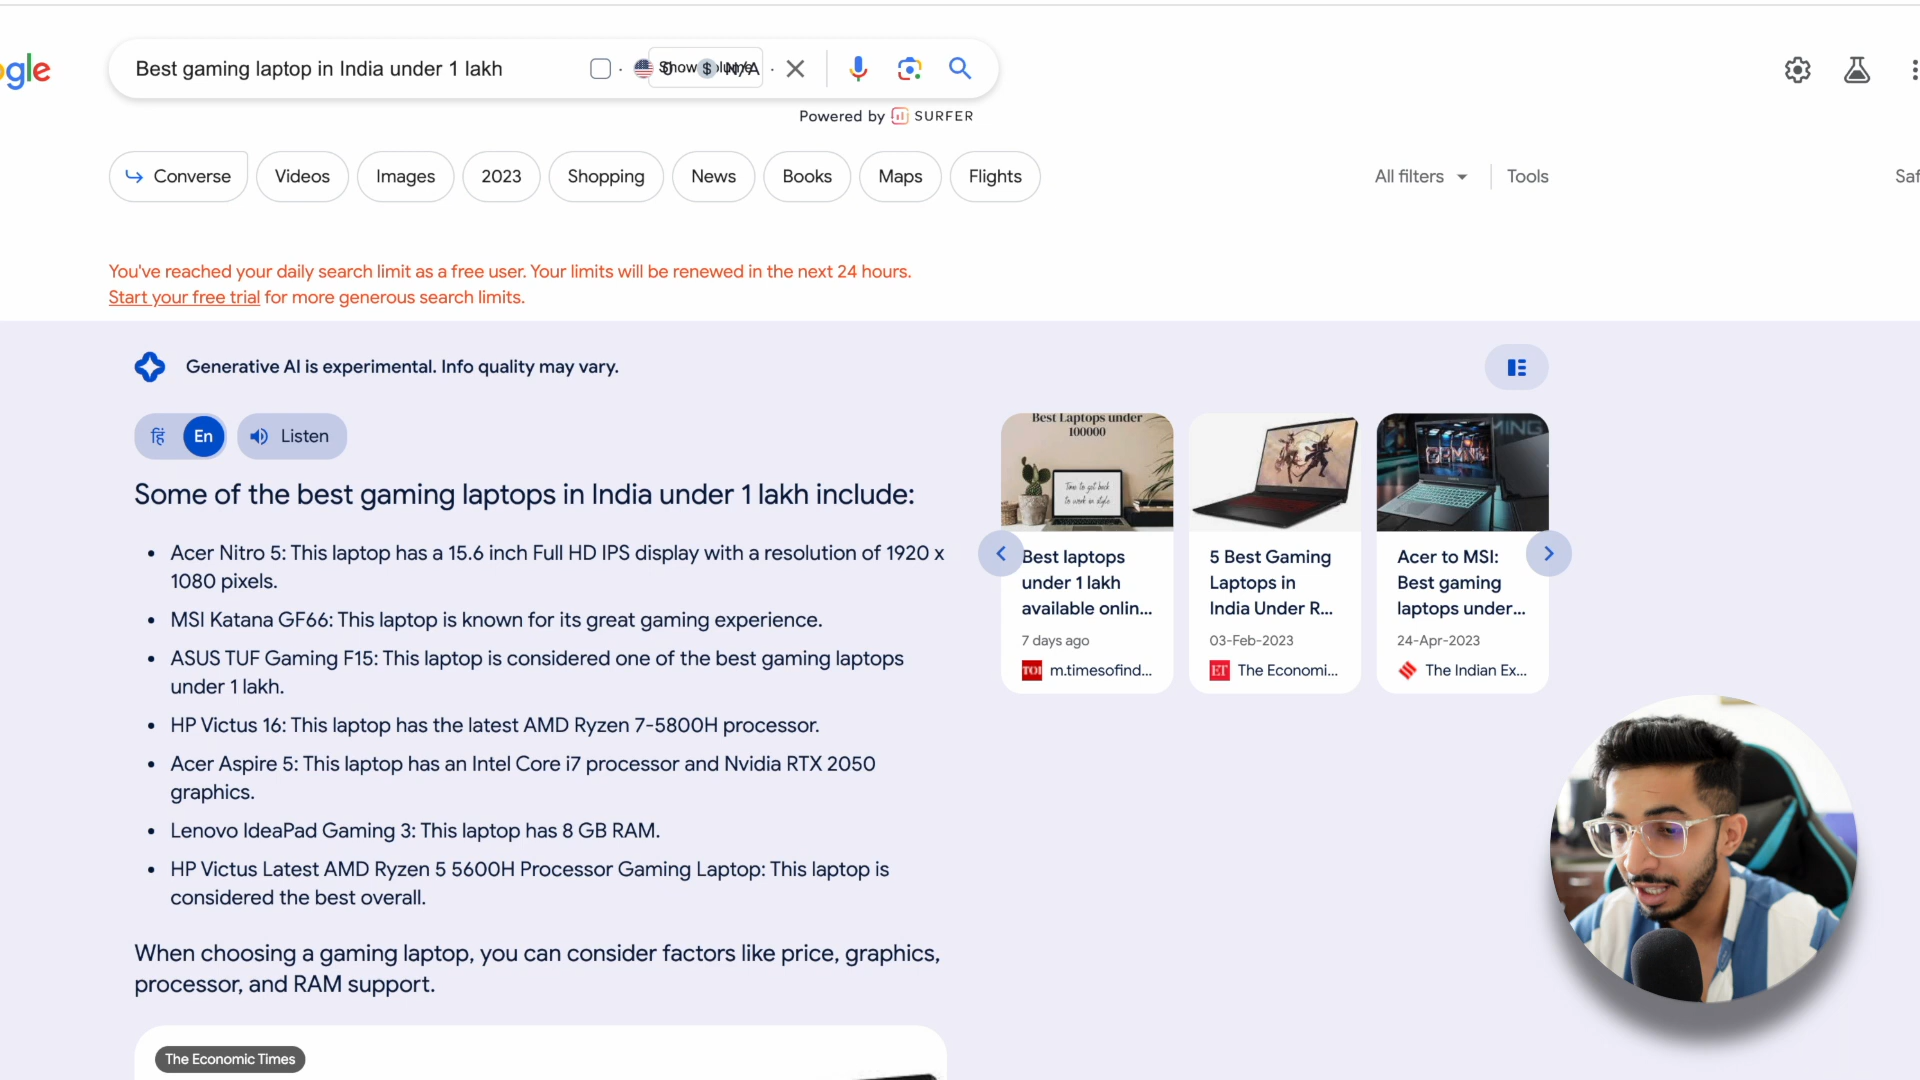 gle
Best gaming laptop in India under 1 lakh
Powered by SURFER
Converse
Videos
Images
2023
Shopping
News
Books
Maps
Flights
All filters
Tools
You've reached your daily search limit as a free user. Your limits will be renewed in the next 24 hours.
Start your free trial for more generous search limits.
Generative AI is experimental. Info quality may vary.
हिं
En
Listen
Some of the best gaming laptops in India under 1 lakh include:
• Acer Nitro 5: This laptop has a 15.6 inch Full HD IPS display with a resolution of 1920 x
1080 pixels.
• MSI Katana GF66: This laptop is known for its great gaming experience.
• ASUS TUF Gaming F15: This laptop is considered one of the best gaming laptops
under 1 lakh.
• HP Victus 16: This laptop has the latest AMD Ryzen 7-5800H processor.
• Acer Aspire 5: This laptop has an Intel Core i7 processor and Nvidia RTX 2050
graphics.
• Lenovo IdeaPad Gaming 3: This laptop has 8 GB RAM.
• HP Victus Latest AMD Ryzen 5 5600H Processor Gaming Laptop: This laptop is
considered the best overall.
When choosing a gaming laptop, you can consider factors like price, graphics,
processor, and RAM support.
The Economic Times
Best Laptops under
100000
Time to get back
to work in style
Best laptops
under 1 lakh
available onlin...
7 days ago
TOI m.timesofind...
5 Best Gaming
Laptops in
India Under R...
03-Feb-2023
ET The Economi...
GAMING
Acer to MSI:
Best gaming
laptops under...
24-Apr-2023
The Indian Ex...